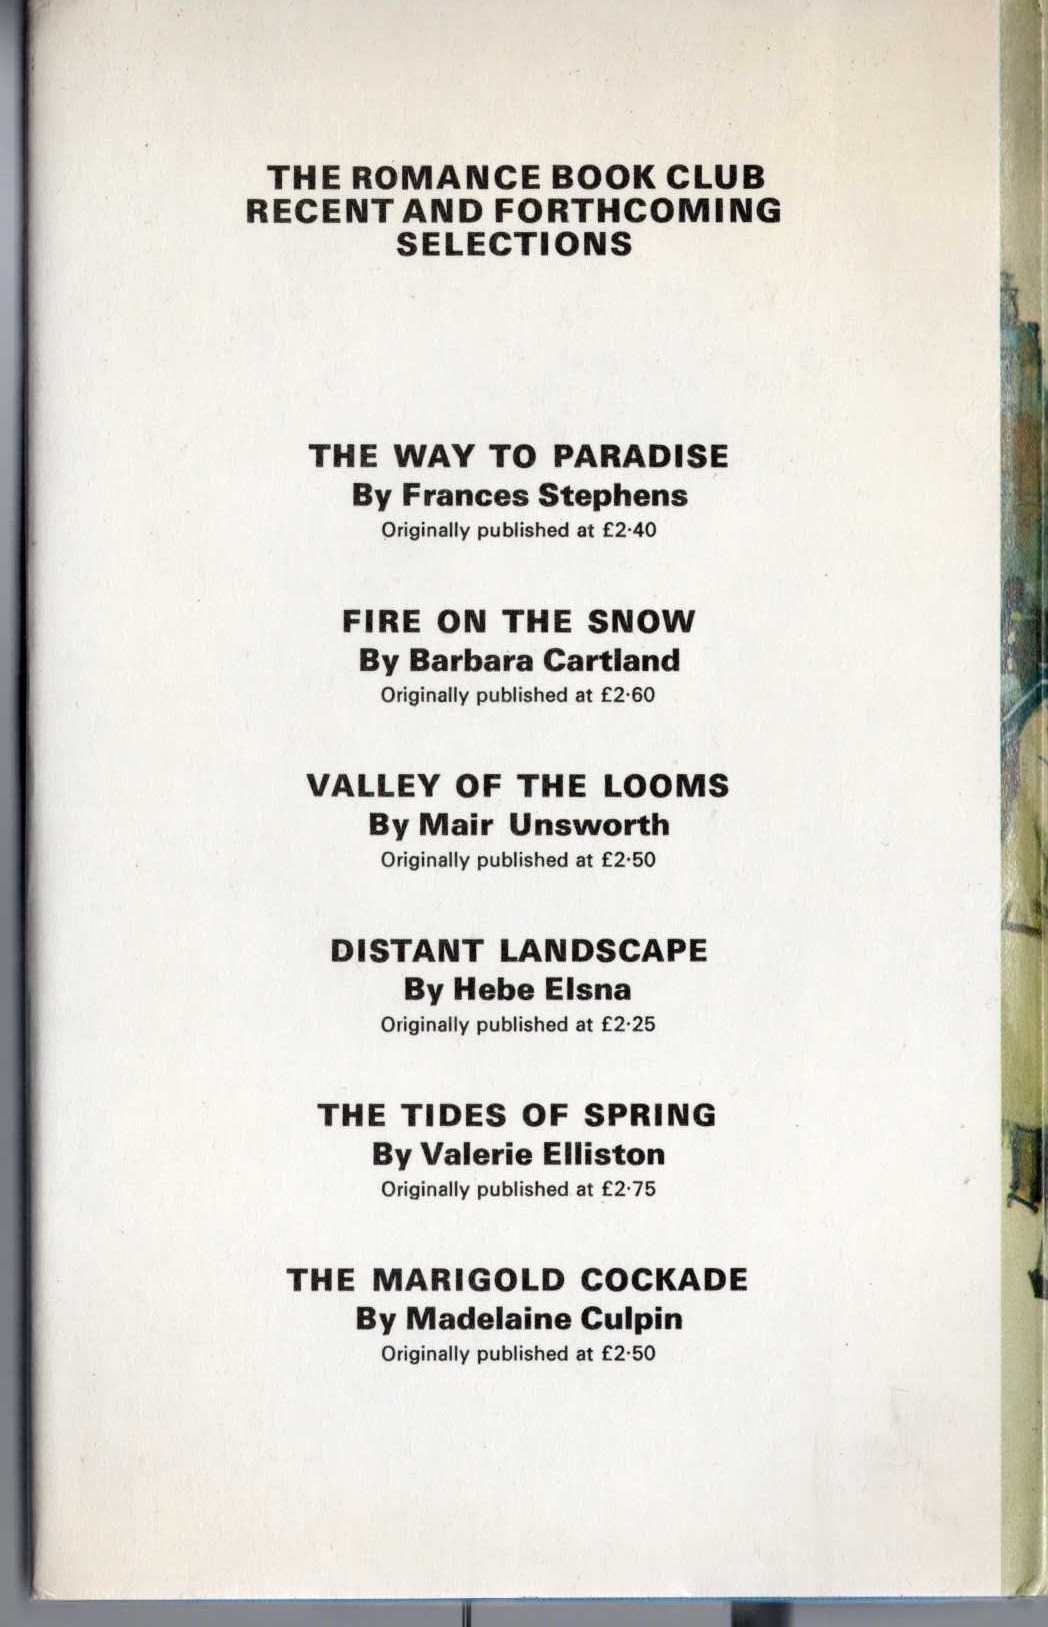 THE ROMANCE BOOK CLUB
RECENT AND FORTHCOMING
SELECTIONS
THE WAY TO PARADISE
By Frances Stephens
Originally published at £2·40
FIRE ON THE SNOW
By Barbara Cartland
Originally published at £2·60
VALLEY OF THE LOOMS
By Mair Unsworth
Originally published at £2·50
DISTANT LANDSCAPE
By Hebe Elsna
Originally published at £2·25
THE TIDES OF SPRING
By Valerie Elliston
Originally published at £2·75
THE MARIGOLD COCKADE
By Madelaine Culpin
Originally published at £2·50